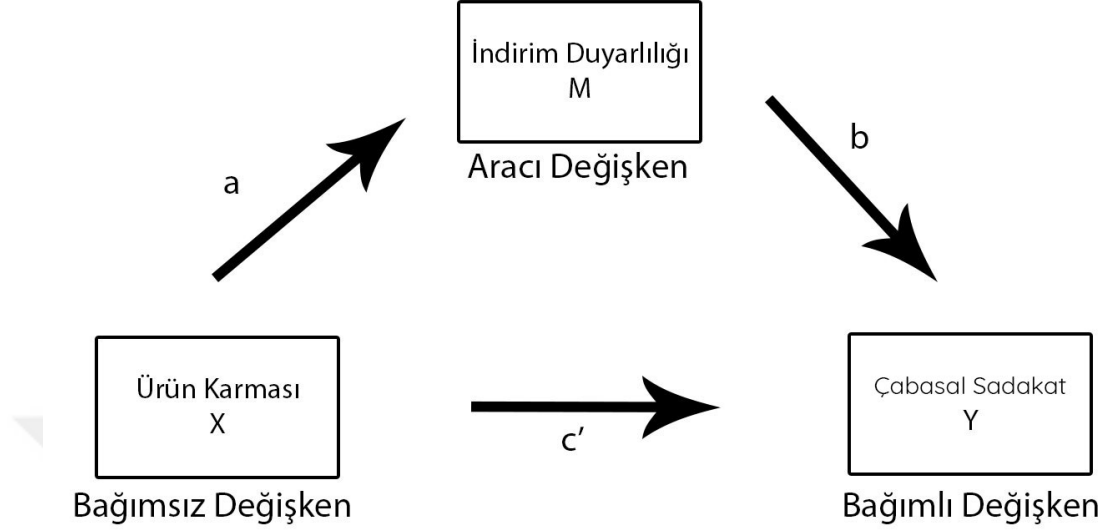 İndirim Duyarlılığı
M
Aracı Değişken
a
b
Ürün Karması
X
Bağımsız Değişken
c’
Çabasal Sadakat
Y
Bağımlı Değişken